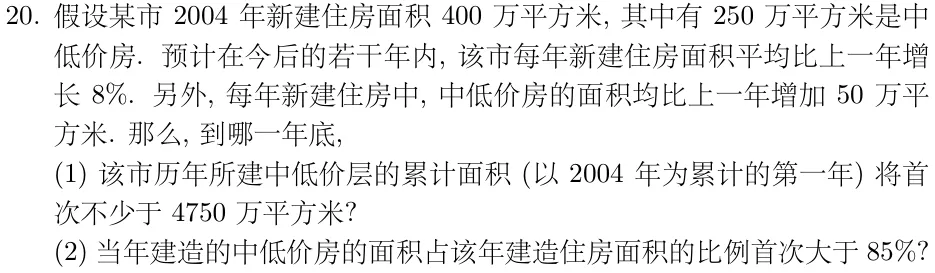 20. 假设某市 2004 年新建住房面积 400 万平方米, 其中有 250 万平方米是中
低价房. 预计在今后的若干年内, 该市每年新建住房面积平均比上一年增
长 8%. 另外, 每年新建住房中, 中低价房的面积均比上一年增加 50 万平
方米. 那么, 到哪一年底,
(1) 该市历年所建中低价层的累计面积 (以 2004 年为累计的第一年) 将首
次不少于 4750 万平方米?
(2) 当年建造的中低价房的面积占该年建造住房面积的比例首次大于 85%?